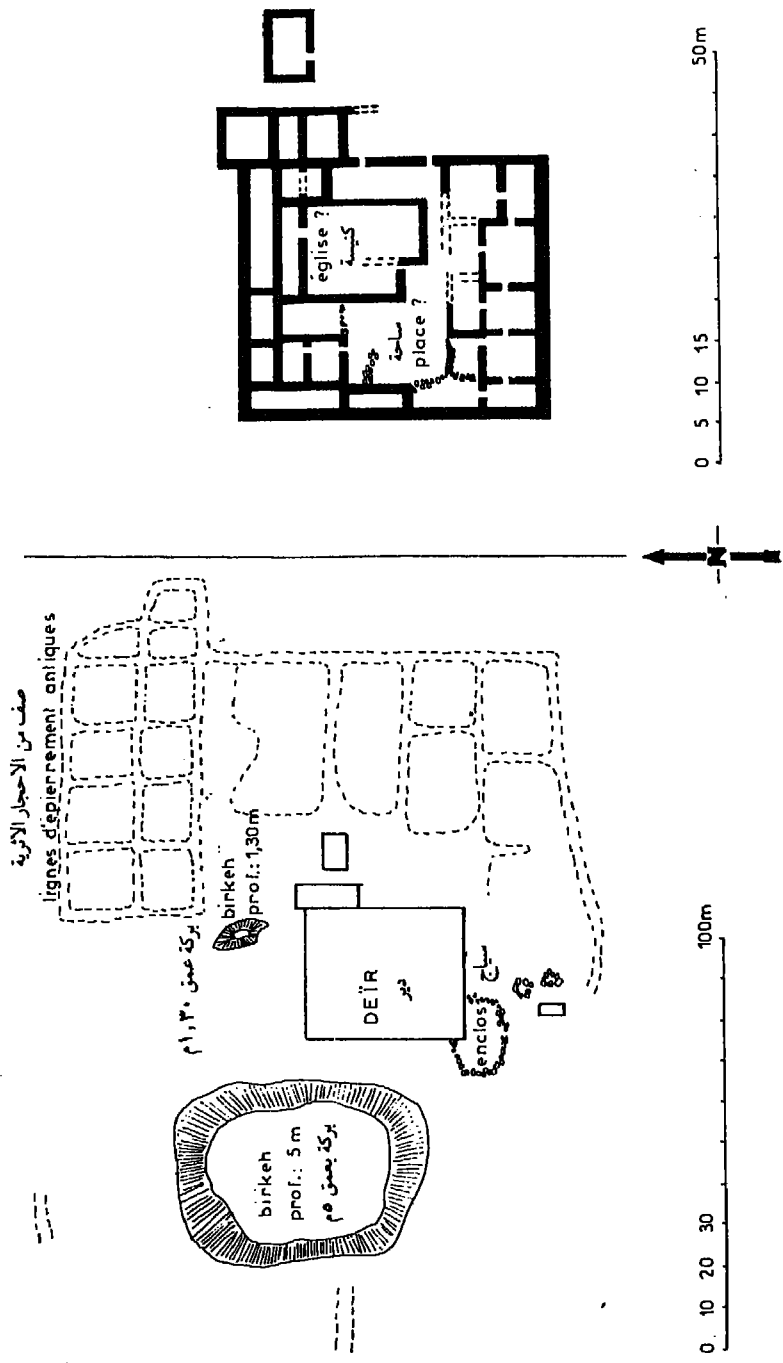 église ?
كنيسة
ساحة
place ?
0 5 10 15 50m
N
صف من الاحجار الاثرية
lignes d'épierrement antiques
بركة عمق ١,٣٠م
birkeh
prof.: 1,30m
DEÏR
دير
سياج
enclos
birkeh
prof.: 5m
بركة بعمق ٥م
0 10 20 30 100m